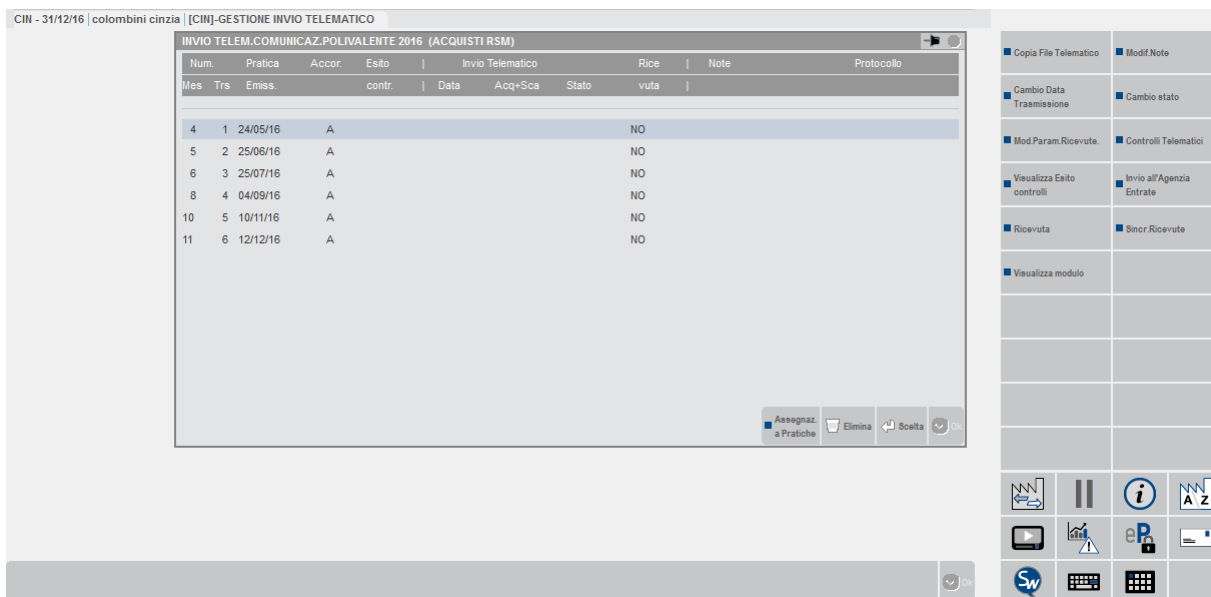 CIN - 31/12/16 | colombini cinzia | [CIN]-GESTIONE INVIO TELEMATICO
INVIO TELEM.COMUNICAZ.POLIVALENTE 2016 (ACQUISTI RSM)
Num. Pratica Accor. Esito | Invio Telematico Rice | Note Protocollo
Mes Trs Emiss. contr. | Data Acq+Sca Stato vuta |
4 1 24/05/16 A NO
5 2 25/06/16 A NO
6 3 25/07/16 A NO
8 4 04/09/16 A NO
10 5 10/11/16 A NO
11 6 12/12/16 A NO
Assegnaz. a Pratiche Elimina Scelta Ok
Copia File Telematico Modif.Note
Cambio Data Trasmissione Cambio stato
Mod.Param.Ricevute. Controlli Telematici
Visualizza Esito controlli Invio all'Agenzia Entrate
Ricevuta Sincr.Ricevute
Visualizza modulo
i A Z
eP
Sw
Ok